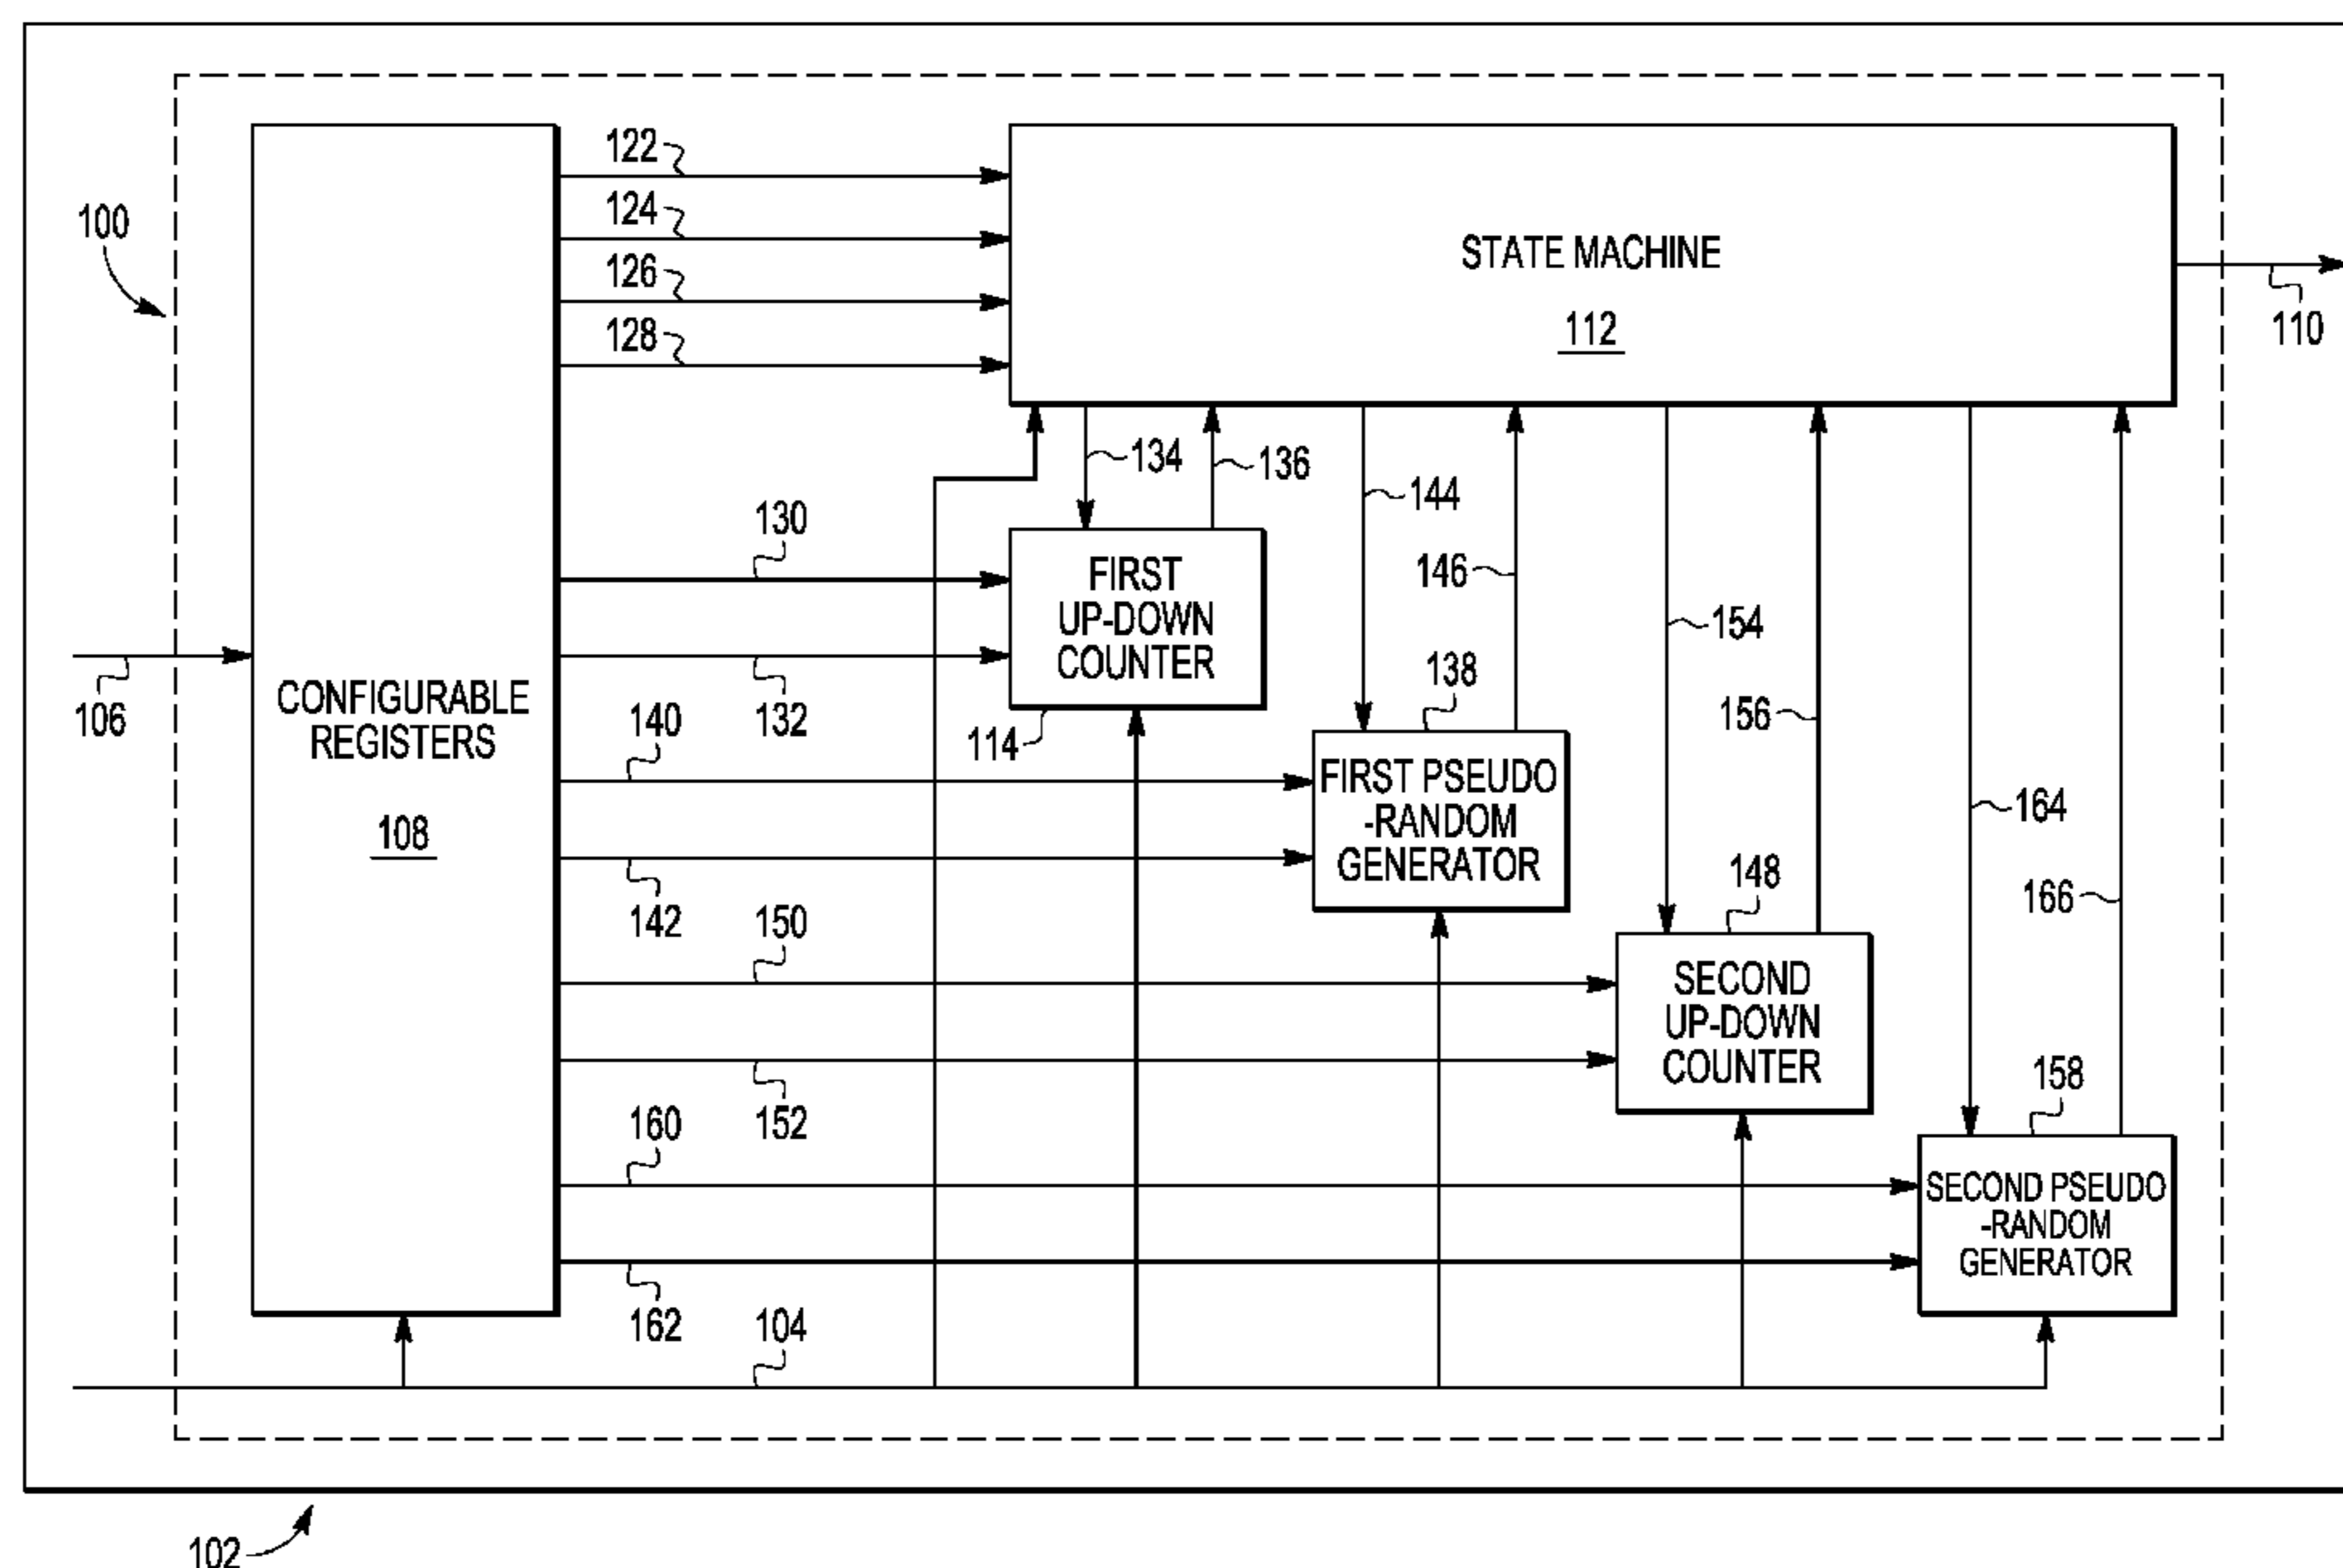 122
124
126
128
100
STATE MACHINE
112
110
134
136
144
146
154
156
164
166
130
132
FIRST
UP-DOWN
COUNTER
114
138
FIRST PSEUDO
-RANDOM
GENERATOR
106
CONFIGURABLE
REGISTERS
108
140
142
150
152
148
SECOND
UP-DOWN
COUNTER
160
162
158
SECOND PSEUDO
-RANDOM
GENERATOR
104
102